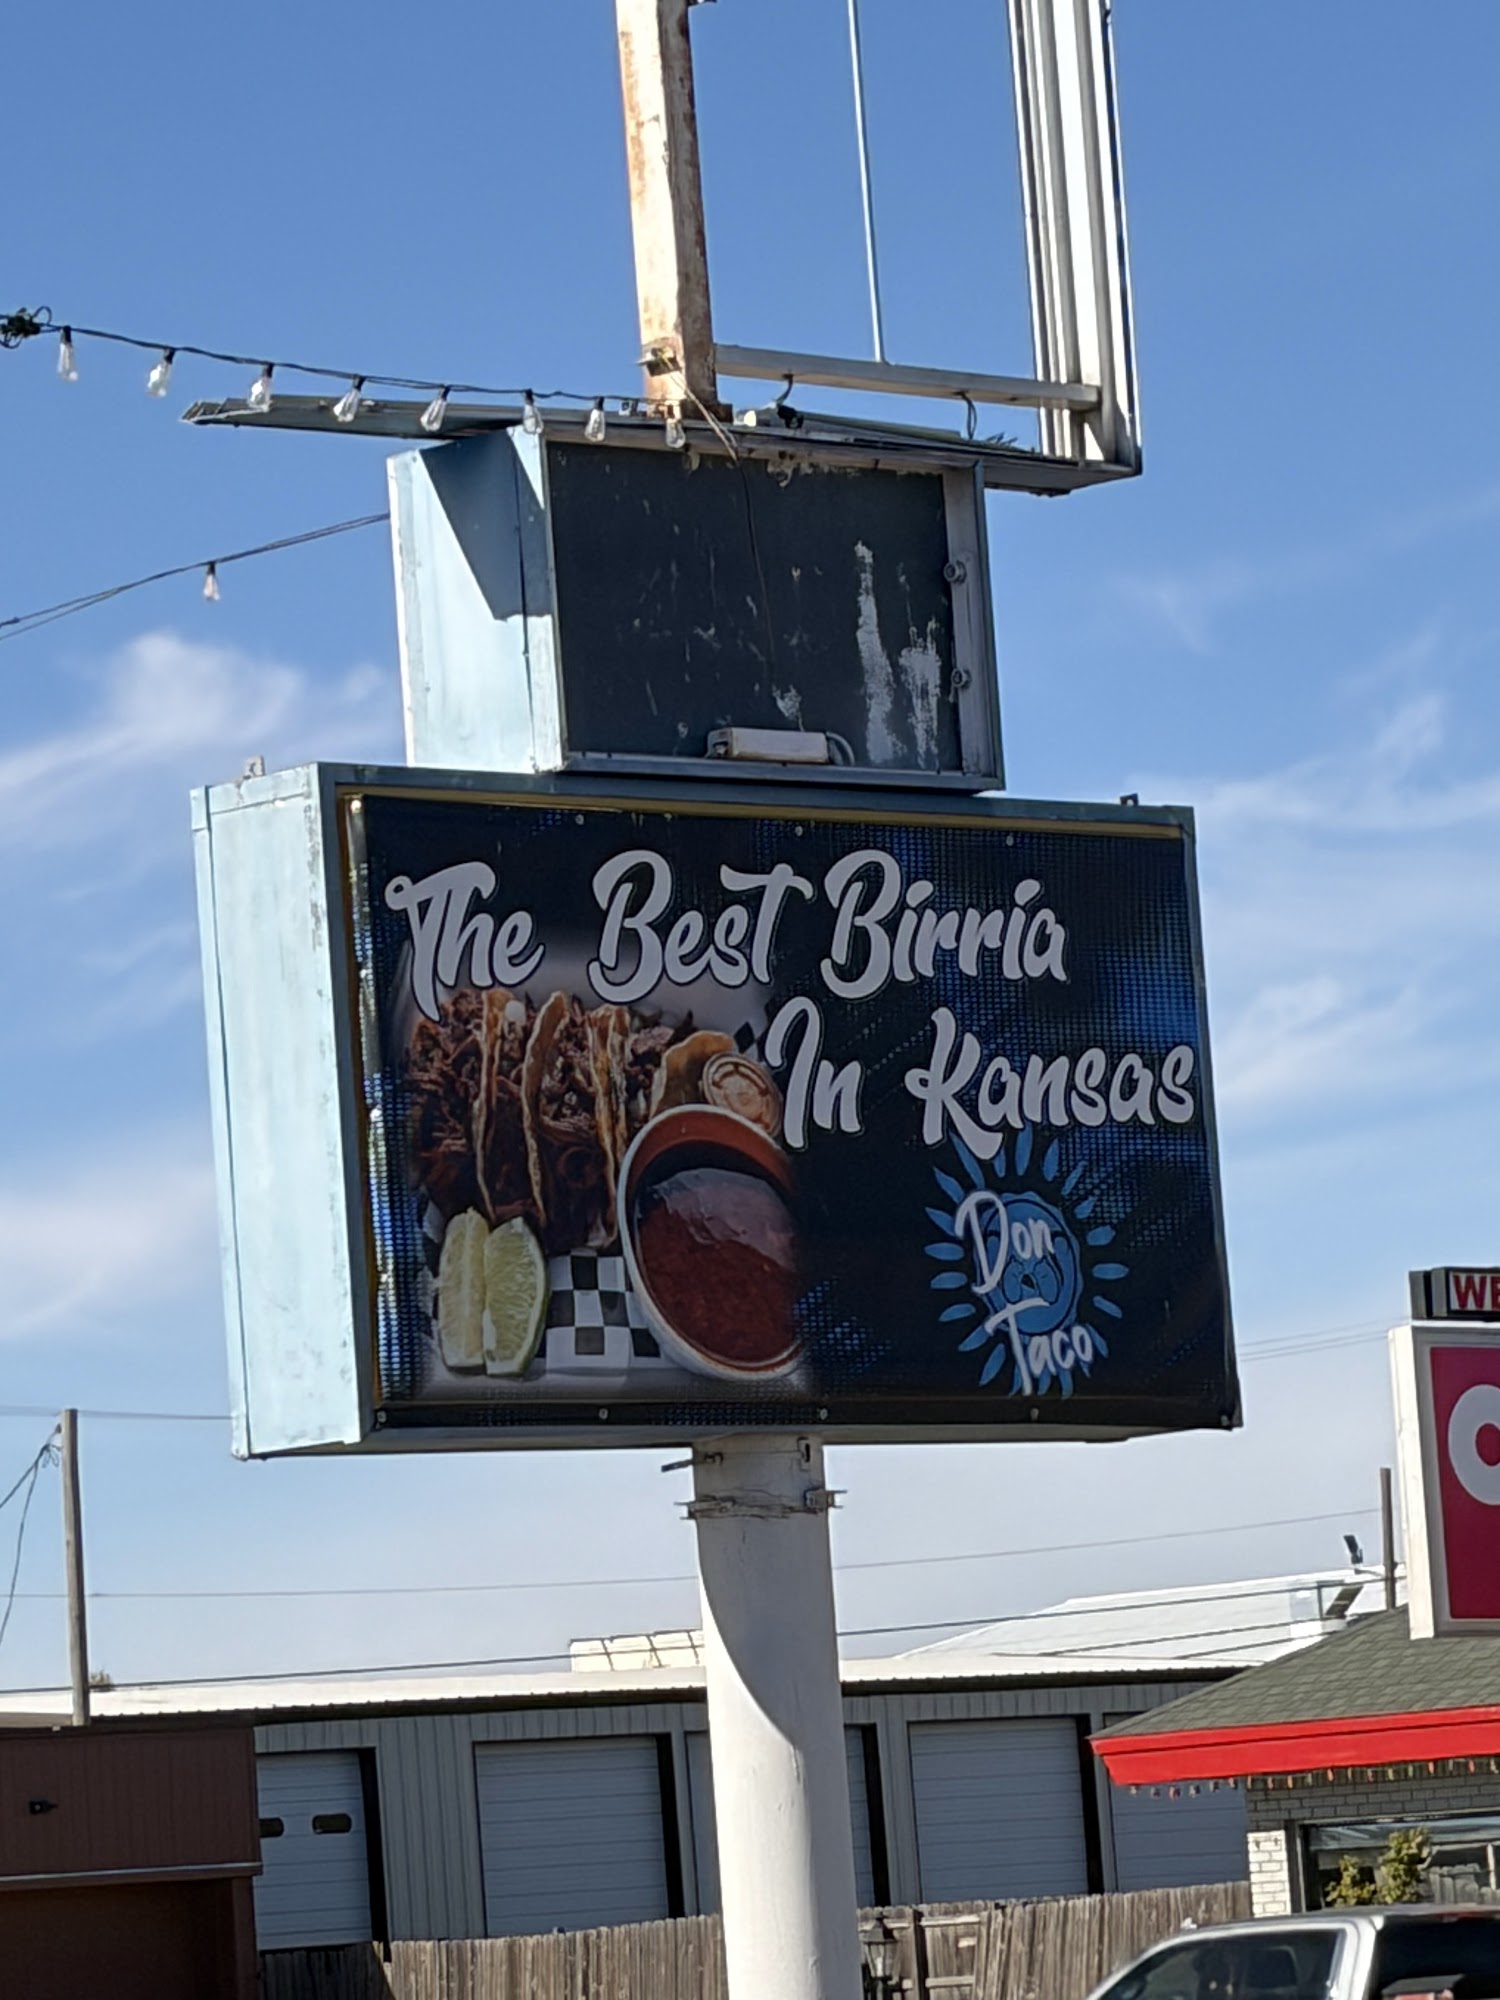 The Best Birria
In Kansas
Don
Taco